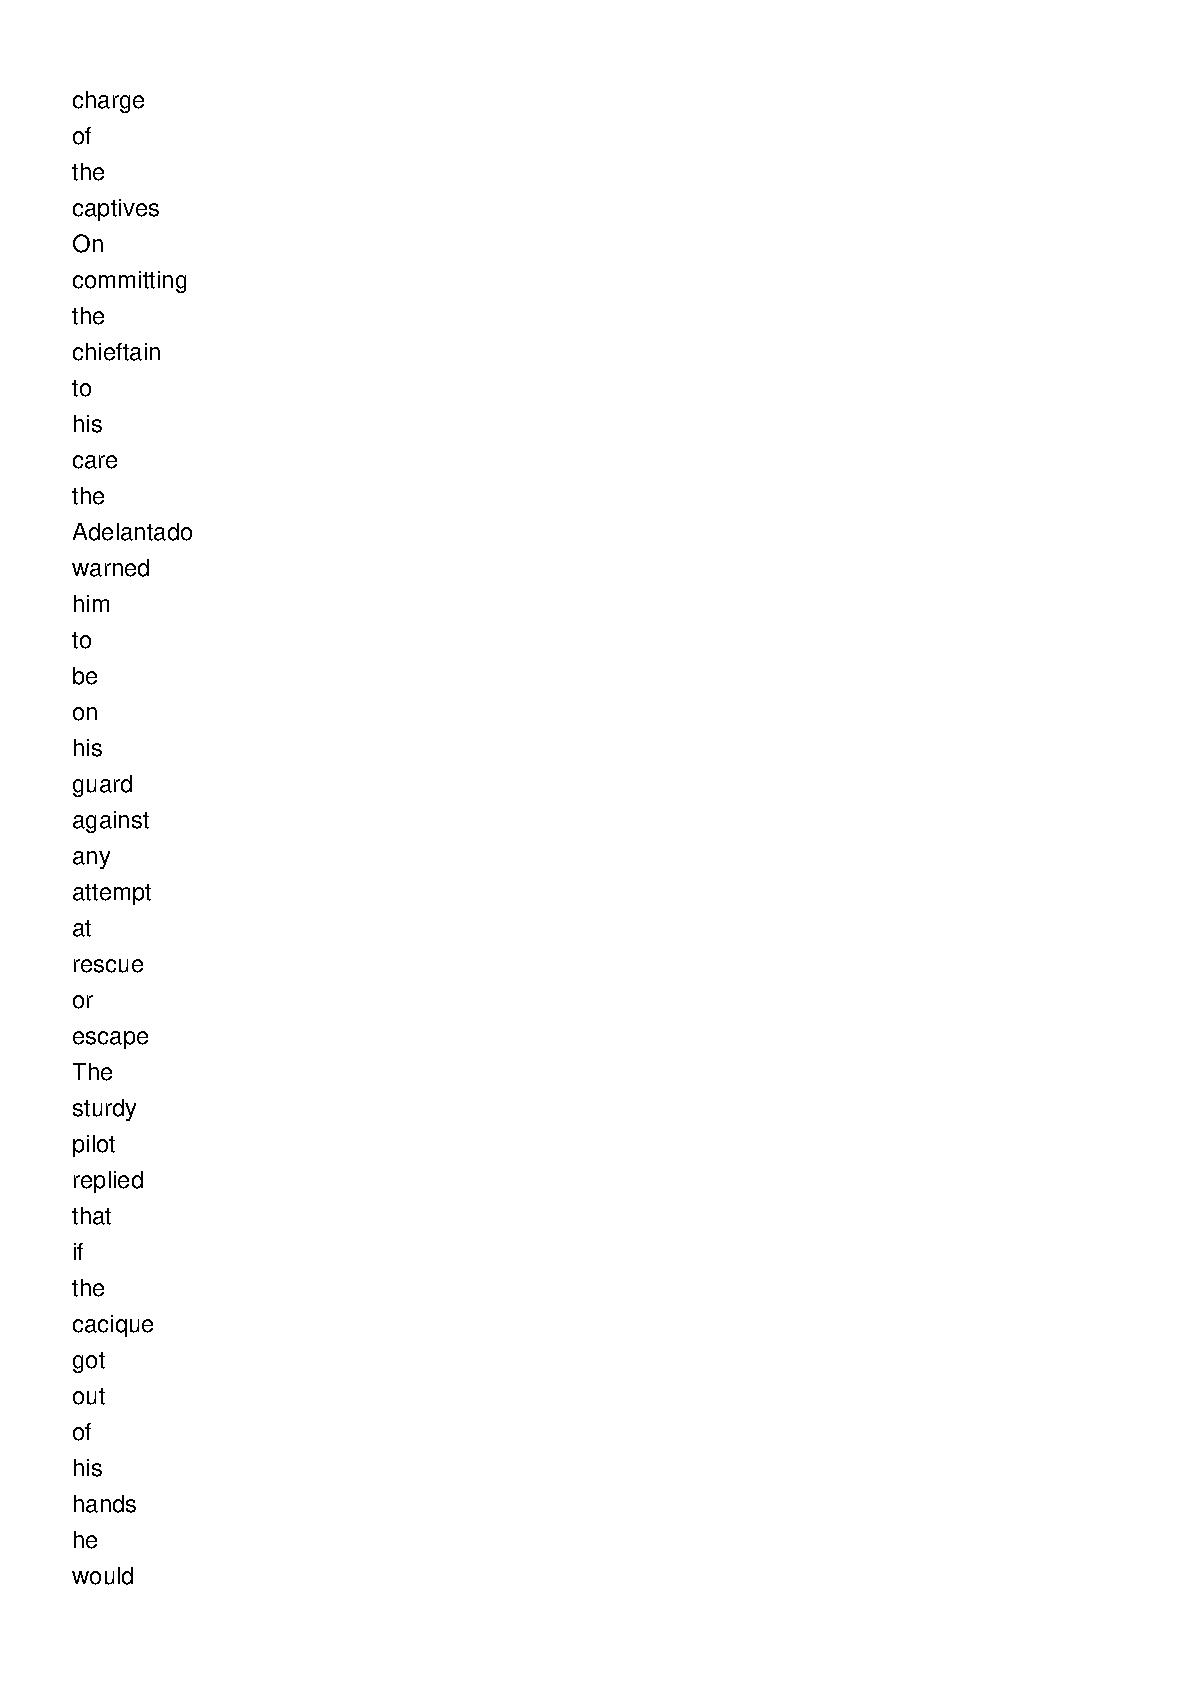 charge
of
the
captives
On
committing
the
chieftain
to
his
care
the
Adelantado
warned
him
to
be
on
his
guard
against
any
attempt
at
rescue
or
escape
The
sturdy
pilot
replied
that
if
the
cacique
got
out
of
his
hands
he
would